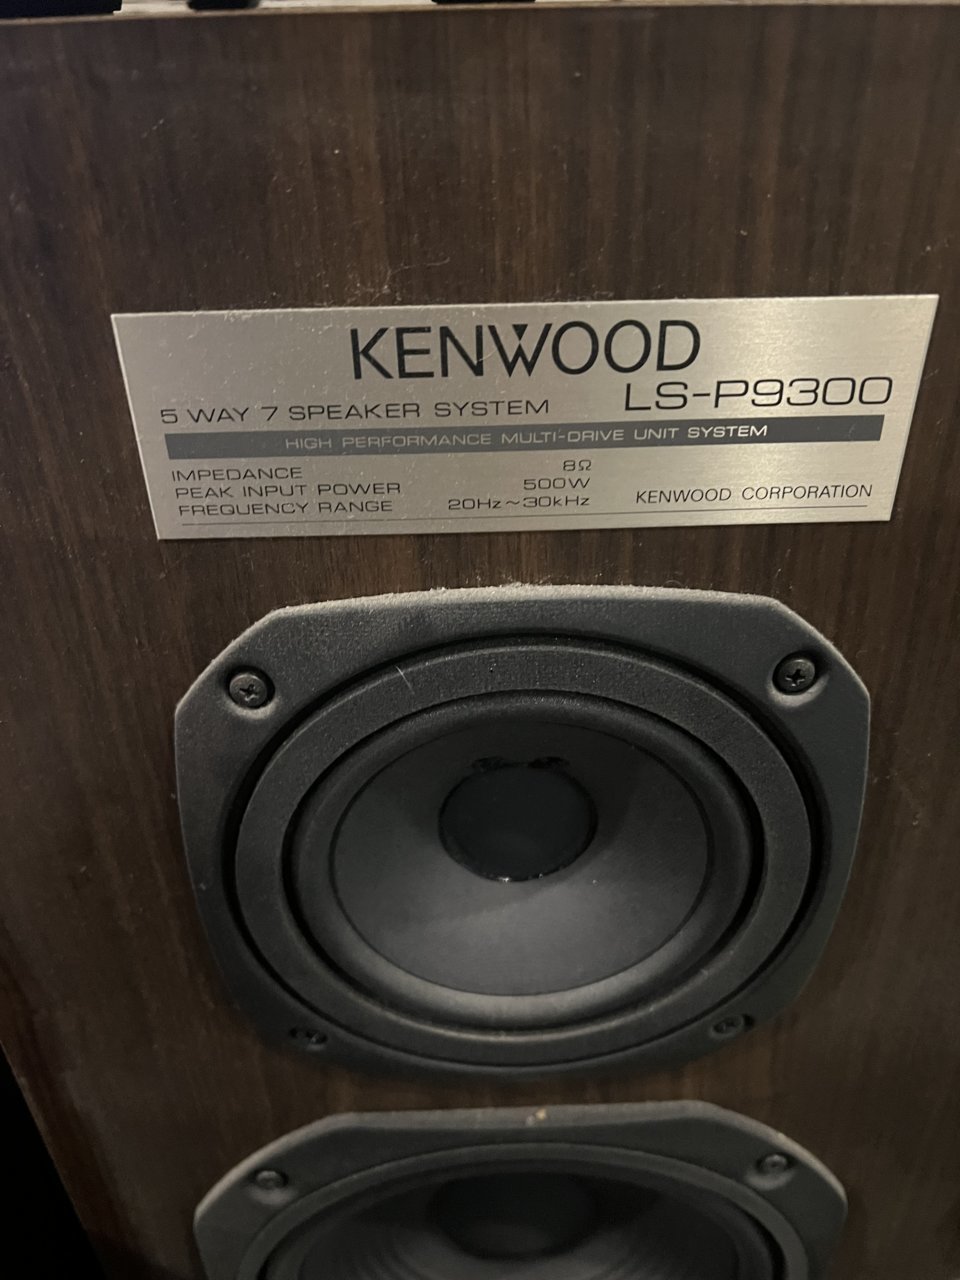 KENWOOD
LS-P9300
5 WAY 7 SPEAKER SYSTEM
HIGH PERFORMANCE MULTI-DRIVE UNIT SYSTEM
IMPEDANCE 8Ω
PEAK INPUT POWER 500W
FREQUENCY RANGE 20Hz~30kHz
KENWOOD CORPORATION